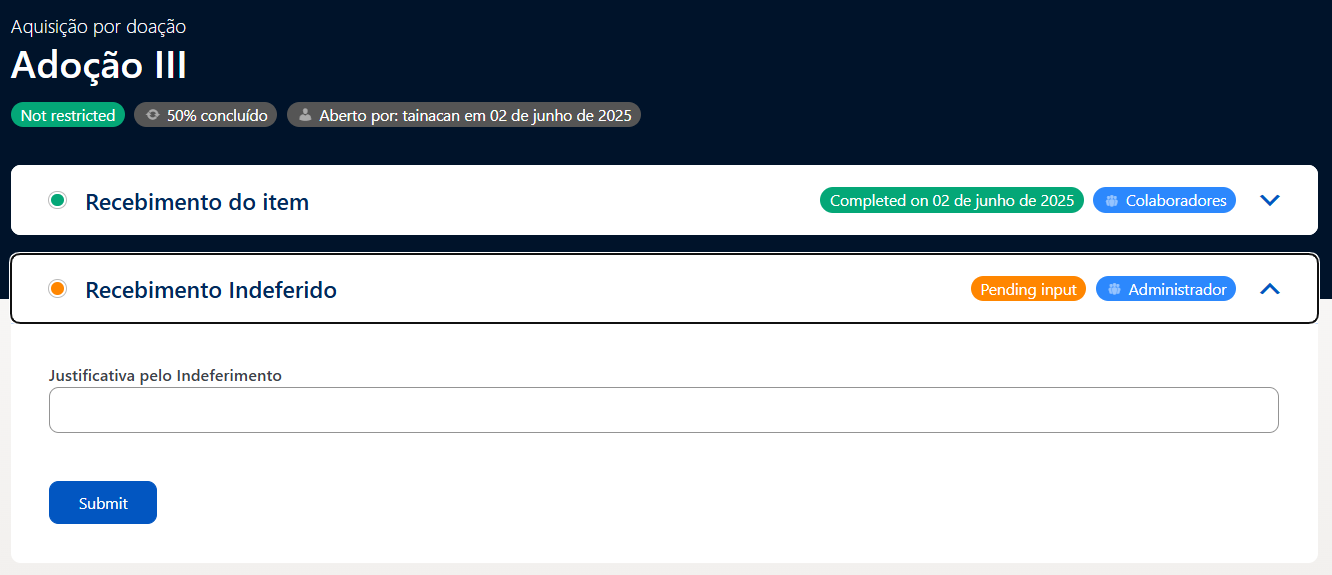 Aquisição por doação
Adoção III
Not restricted 50% concluído Aberto por: tainacan em 02 de junho de 2025
Recebimento do item Completed on 02 de junho de 2025 Colaboradores
Recebimento Indeferido Pending input Administrador
Justificativa pelo Indeferimento
Submit